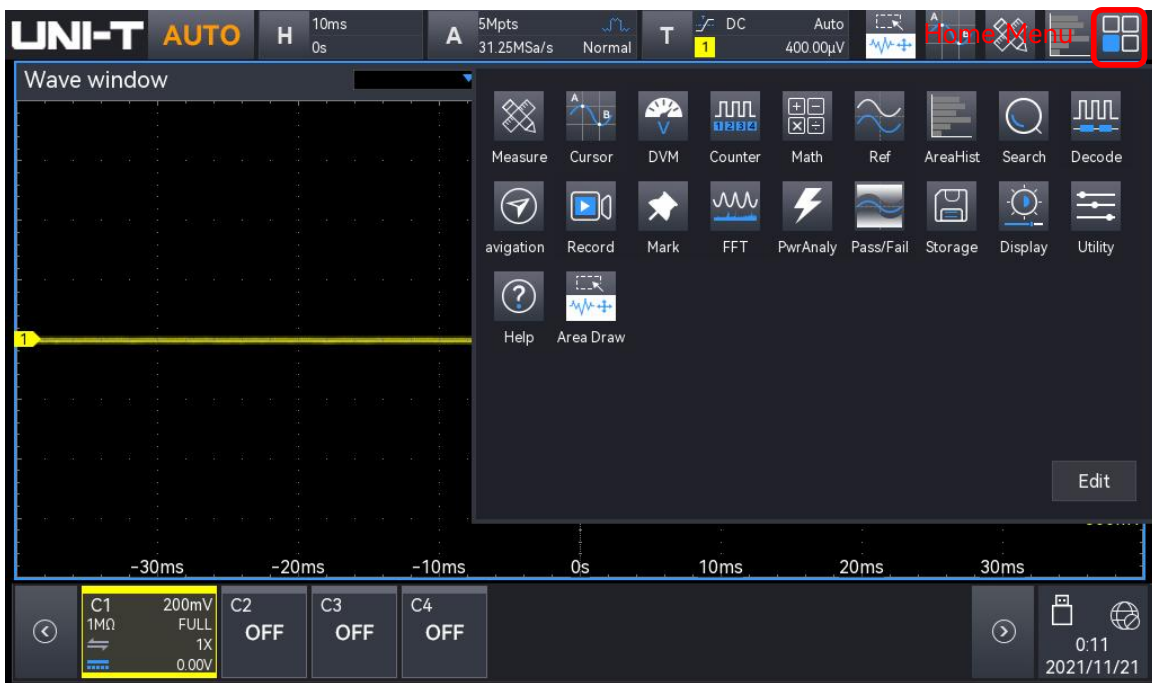 UNI-T AUTO H 10ms A 5Mpts T DC Auto Home Menu
0s 31.25MSa/s Normal 1 400.00µV
Wave window
Measure Cursor DVM Counter Math Ref AreaHist Search Decode
avigation Record Mark FFT PwrAnaly Pass/Fail Storage Display Utility
Help Area Draw
1
Edit
-30ms -20ms -10ms 0s 10ms 20ms 30ms
C1 200mV C2 C3 C4
1MΩ FULL OFF OFF OFF
1X 0:11
0.00V 2021/11/21